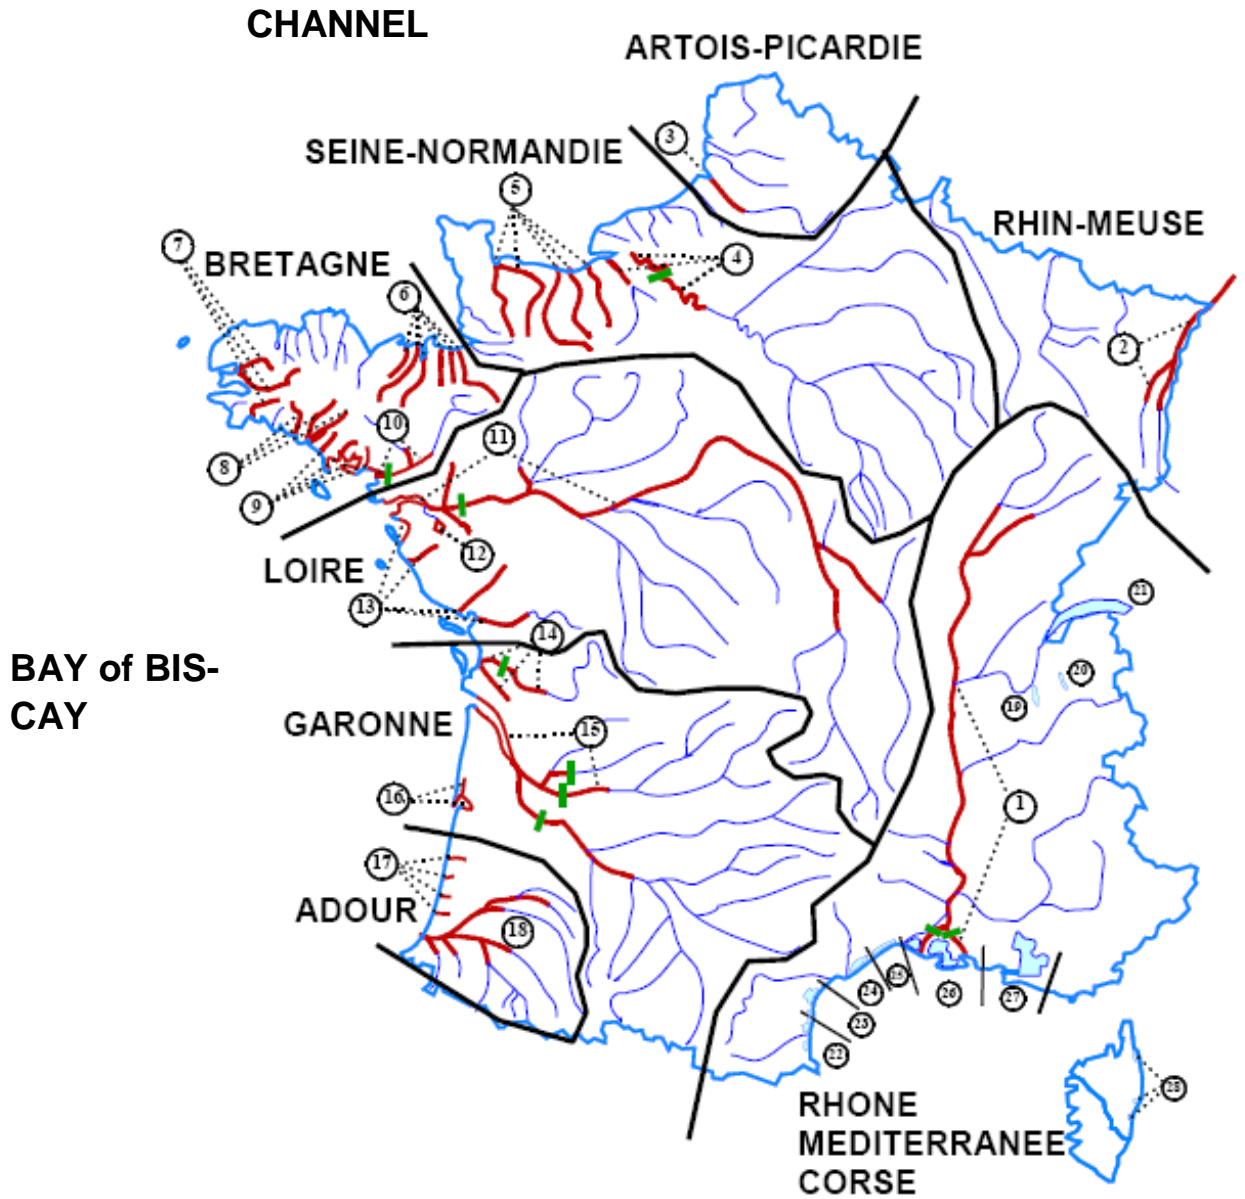 CHANNEL
ARTOIS-PICARDIE
3
SEINE-NORMANDIE
5
RHIN-MEUSE
7
BRETAGNE
4
6
2
10
11
8
9
12
LOIRE
13
21
14
BAY of BIS-
CAY
20
19
GARONNE
15
16
1
17
ADOUR
18
24
25
26
27
23
22
28
RHONE
MEDITERRANEE
CORSE